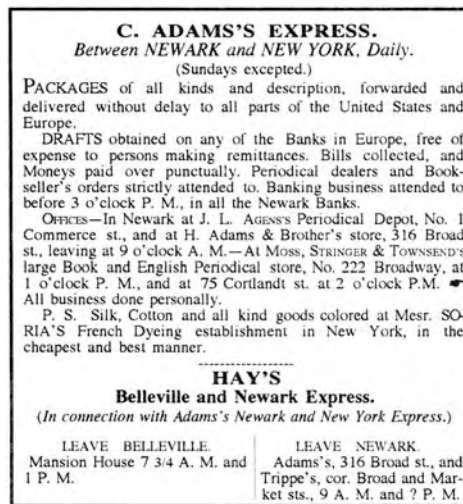 C. ADAMS'S EXPRESS.
Between NEWARK and NEW YORK, Daily.
(Sundays excepted.)
PACKAGES of all kinds and description, forwarded and
delivered without delay to all parts of the United States and
Europe.
DRAFTS obtained on any of the Banks in Europe, free of
expense to persons making remittances. Bills collected, and
Moneys paid over punctually. Periodical dealers and Book-
seller's orders strictly attended to. Banking business attended to
before 3 o'clock P. M., in all the Newark Banks.
OFFICES—In Newark at J. L. AGENS'S Periodical Depot, No. 1
Commerce st., and at H. Adams & Brother's store, 316 Broad
st., leaving at 9 o'clock A. M.—At MOSS, STRINGER & TOWNSEND'S
large Book and English Periodical store, No. 222 Broadway, at
1 o'clock P. M., and at 75 Cortlandt st. at 2 o'clock P.M. ☛
All business done personally.
P. S. Silk, Cotton and all kind goods colored at Mesr. SO-
RIA'S French Dyeing establishment in New York, in the
cheapest and best manner.
HAY'S
Belleville and Newark Express.
(In connection with Adams's Newark and New York Express.)
LEAVE BELLEVILLE.
Mansion House 7 3/4 A. M. and
1 P. M.
LEAVE NEWARK.
Adams's, 316 Broad st., and
Trippe's, cor. Broad and Mar-
ket sts., 9 A. M. and ? P. M.